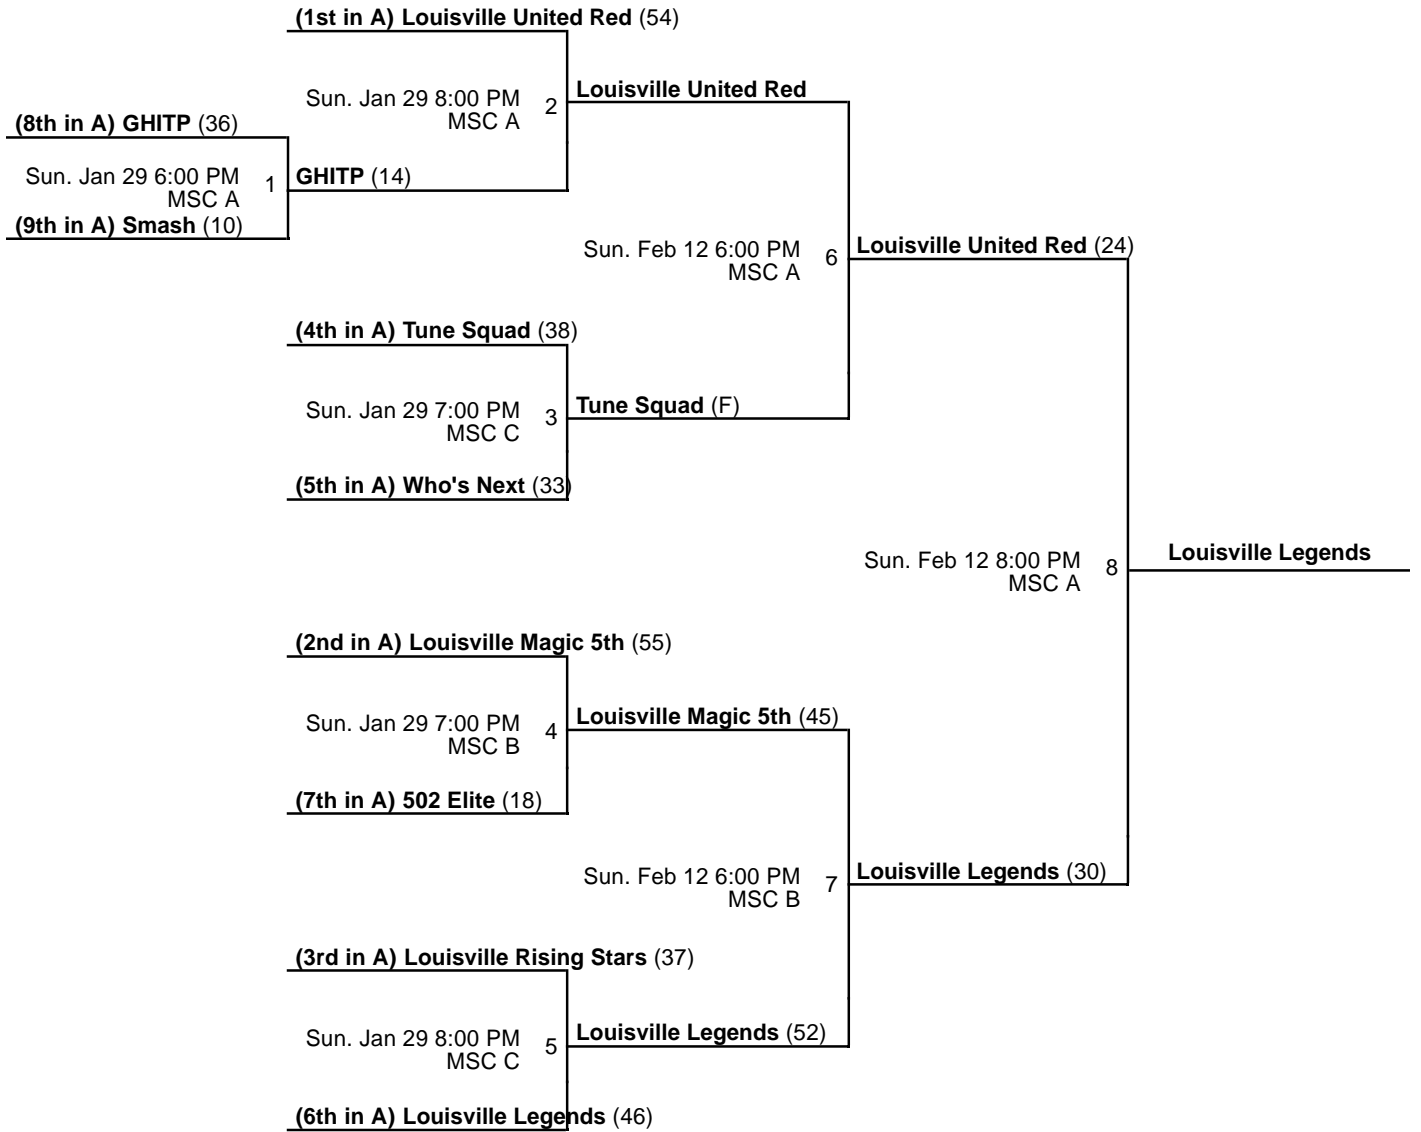 (1st in A) Louisville United Red (54)
Sun. Jan 29 8:00 PM
MSC A
2
Louisville United Red
(8th in A) GHITP (36)
Sun. Jan 29 6:00 PM
MSC A
1
GHITP (14)
(9th in A) Smash (10)
Sun. Feb 12 6:00 PM
MSC A
6
Louisville United Red (24)
(4th in A) Tune Squad (38)
Sun. Jan 29 7:00 PM
MSC C
3
Tune Squad (F)
(5th in A) Who's Next (33)
Sun. Feb 12 8:00 PM
MSC A
8
Louisville Legends
(2nd in A) Louisville Magic 5th (55)
Sun. Jan 29 7:00 PM
MSC B
4
Louisville Magic 5th (45)
(7th in A) 502 Elite (18)
Sun. Feb 12 6:00 PM
MSC B
7
Louisville Legends (30)
(3rd in A) Louisville Rising Stars (37)
Sun. Jan 29 8:00 PM
MSC C
5
Louisville Legends (52)
(6th in A) Louisville Legends (46)